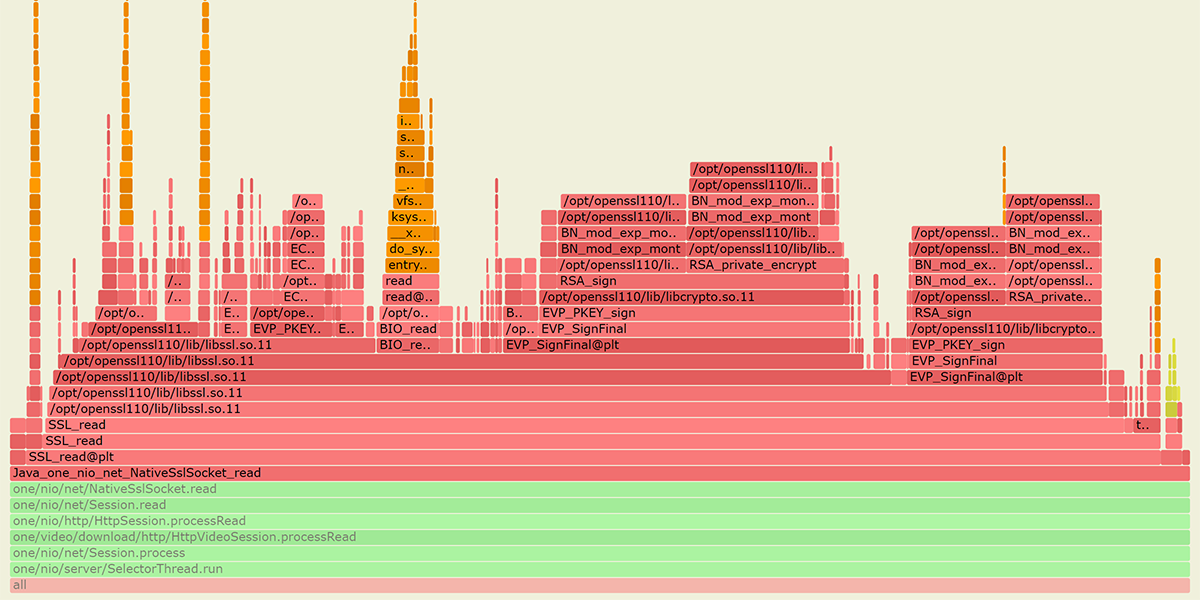 i..
s..
s..
n.. /opt/openssl110/li..
_.. /opt/openssl110/li..
/o.. vfs.. /opt/openssl110/l.. BN_mod_exp_mon.. /opt/openssl..
/op.. ksys.. /opt/openssl110/li.. BN_mod_exp_mont /opt/openssl..
/op.. __x.. BN_mod_exp_mo.. /opt/openssl110/lib.. /opt/openssl.. BN_mod_ex..
EC.. do_sy.. BN_mod_exp_mont /opt/openssl110/lib/lib.. /opt/openssl.. BN_mod_ex..
EC.. entry.. /opt/openssl110/li.. RSA_private_encrypt BN_mod_ex.. /opt/openssl..
/.. /opt.. read RSA_sign BN_mod_ex.. /opt/openssl..
/.. /.. EC.. read@.. /opt/openssl110/lib/libcrypto.so.11 /opt/openssl.. RSA_private..
/opt/o.. E.. /opt/ope.. /opt/o.. B.. EVP_PKEY_sign RSA_sign
/opt/openssl11.. E.. EVP_PKEY.. E.. BIO_read /op.. EVP_SignFinal /opt/openssl110/lib/libcrypto..
/opt/openssl110/lib/libssl.so.11 BIO_re.. EVP_SignFinal@plt EVP_PKEY_sign
/opt/openssl110/lib/libssl.so.11 EVP_SignFinal
/opt/openssl110/lib/libssl.so.11 EVP_SignFinal@plt
/opt/openssl110/lib/libssl.so.11
/opt/openssl110/lib/libssl.so.11
SSL_read t..
SSL_read
SSL_read@plt
Java_one_nio_net_NativeSslSocket_read
one/nio/net/NativeSslSocket.read
one/nio/net/Session.read
one/nio/http/HttpSession.processRead
one/video/download/http/HttpVideoSession.processRead
one/nio/net/Session.process
one/nio/server/SelectorThread.run
all